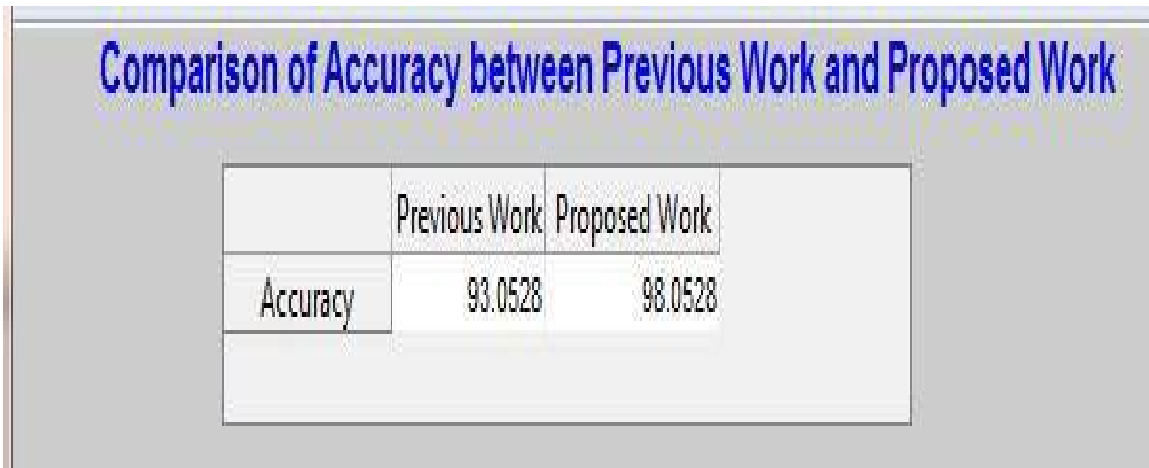 Comparison of Accuracy between Previous Work and Proposed Work
Previous Work Proposed Work
Accuracy 93.0528 98.0528